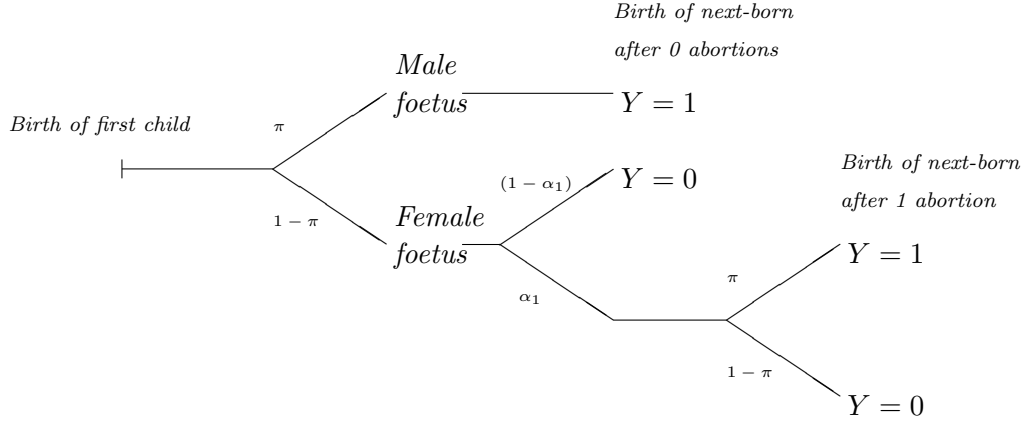 Birth of next-born
after 0 abortions
Male
foetus
Y = 1
Birth of first child
π
Birth of next-born
after 1 abortion
(1 − α₁)
Y = 0
1 − π
Female
foetus
Y = 1
α₁
π
1 − π
Y = 0